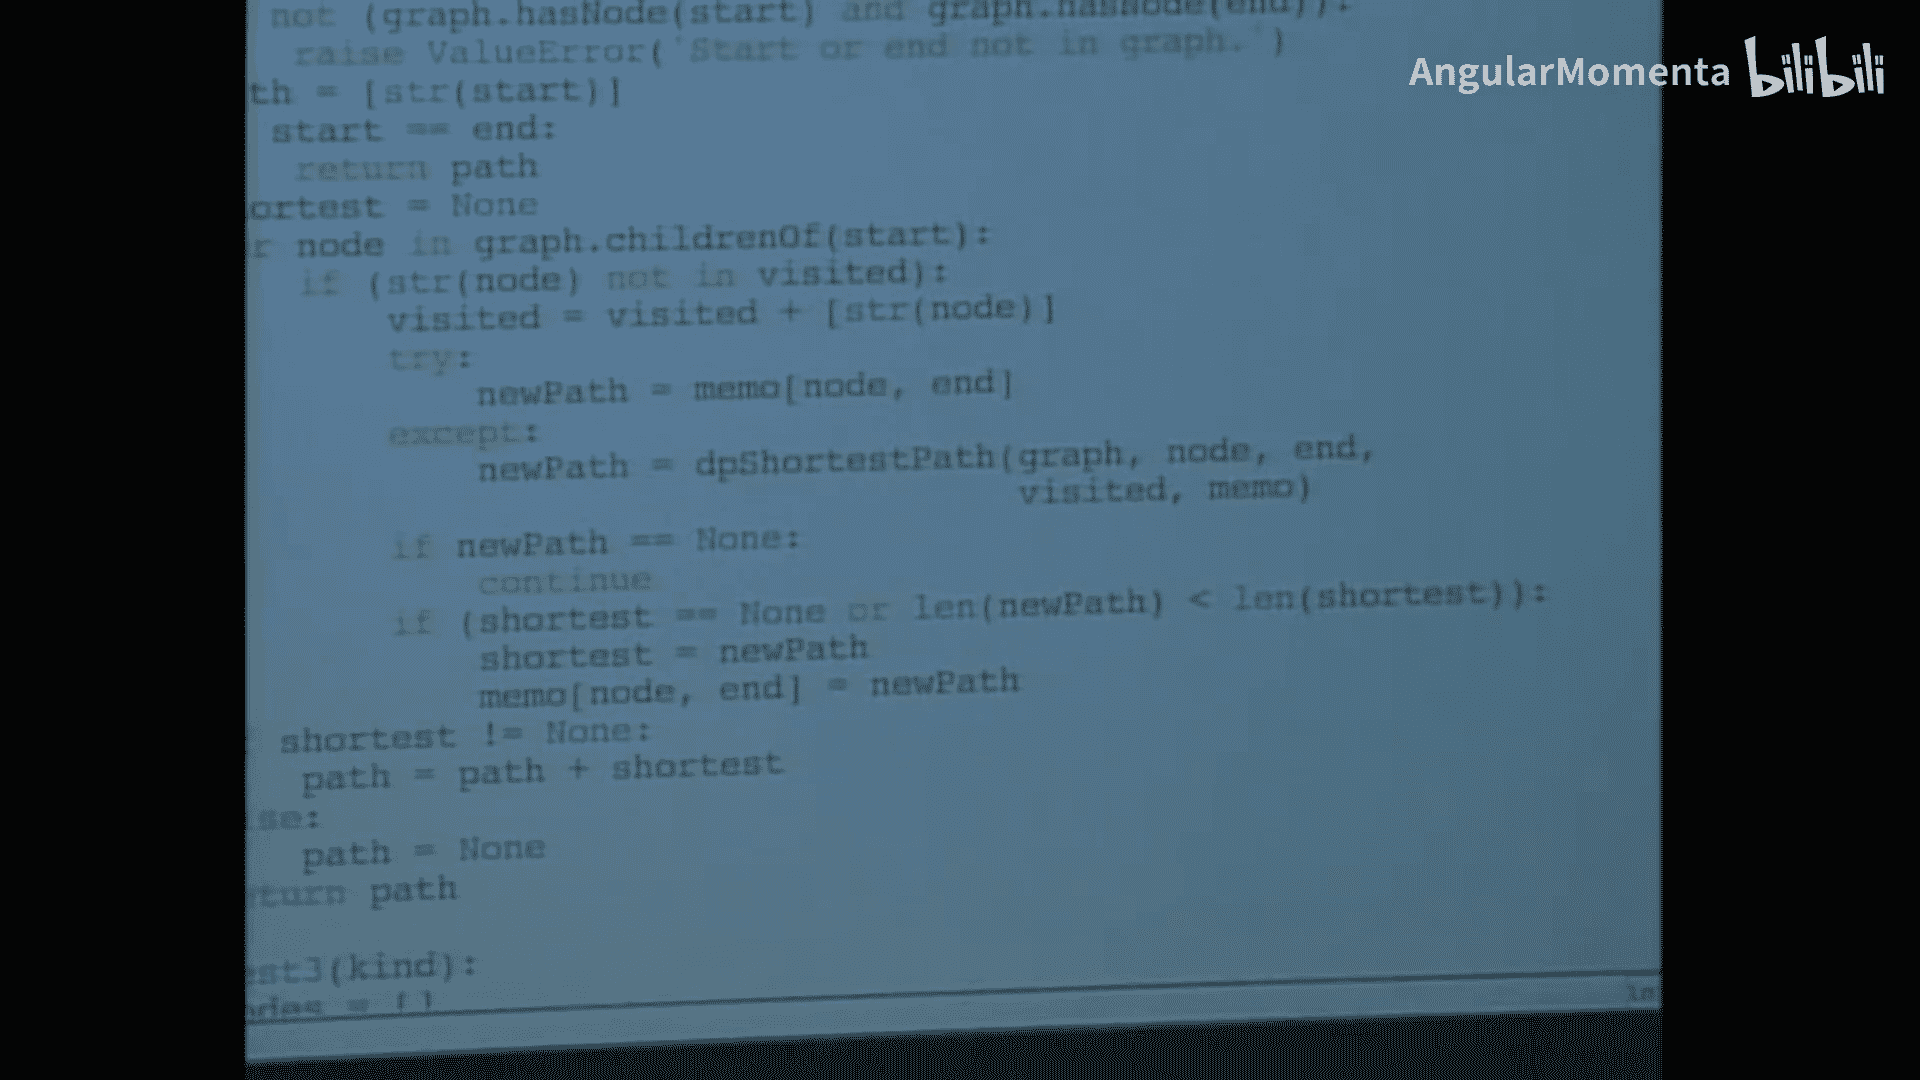 not (graph.hasNode(start) and graph.hasNode(end)):
raise ValueError('Start or end not in graph.')
th = [str(start)]
start == end:
return path
ortest = None
r node in graph.childrenOf(start):
if (str(node) not in visited):
visited = visited + [str(node)]
try:
newPath = memo[node, end]
except:
newPath = dpShortestPath(graph, node, end,
visited, memo)
if newPath == None:
continue
if (shortest == None or len(newPath) < len(shortest)):
shortest = newPath
memo[node, end] = newPath
shortest != None:
path = path + shortest
se:
path = None
turn path
est3(kind):
odes = []
Ln
AngularMomenta bilibili